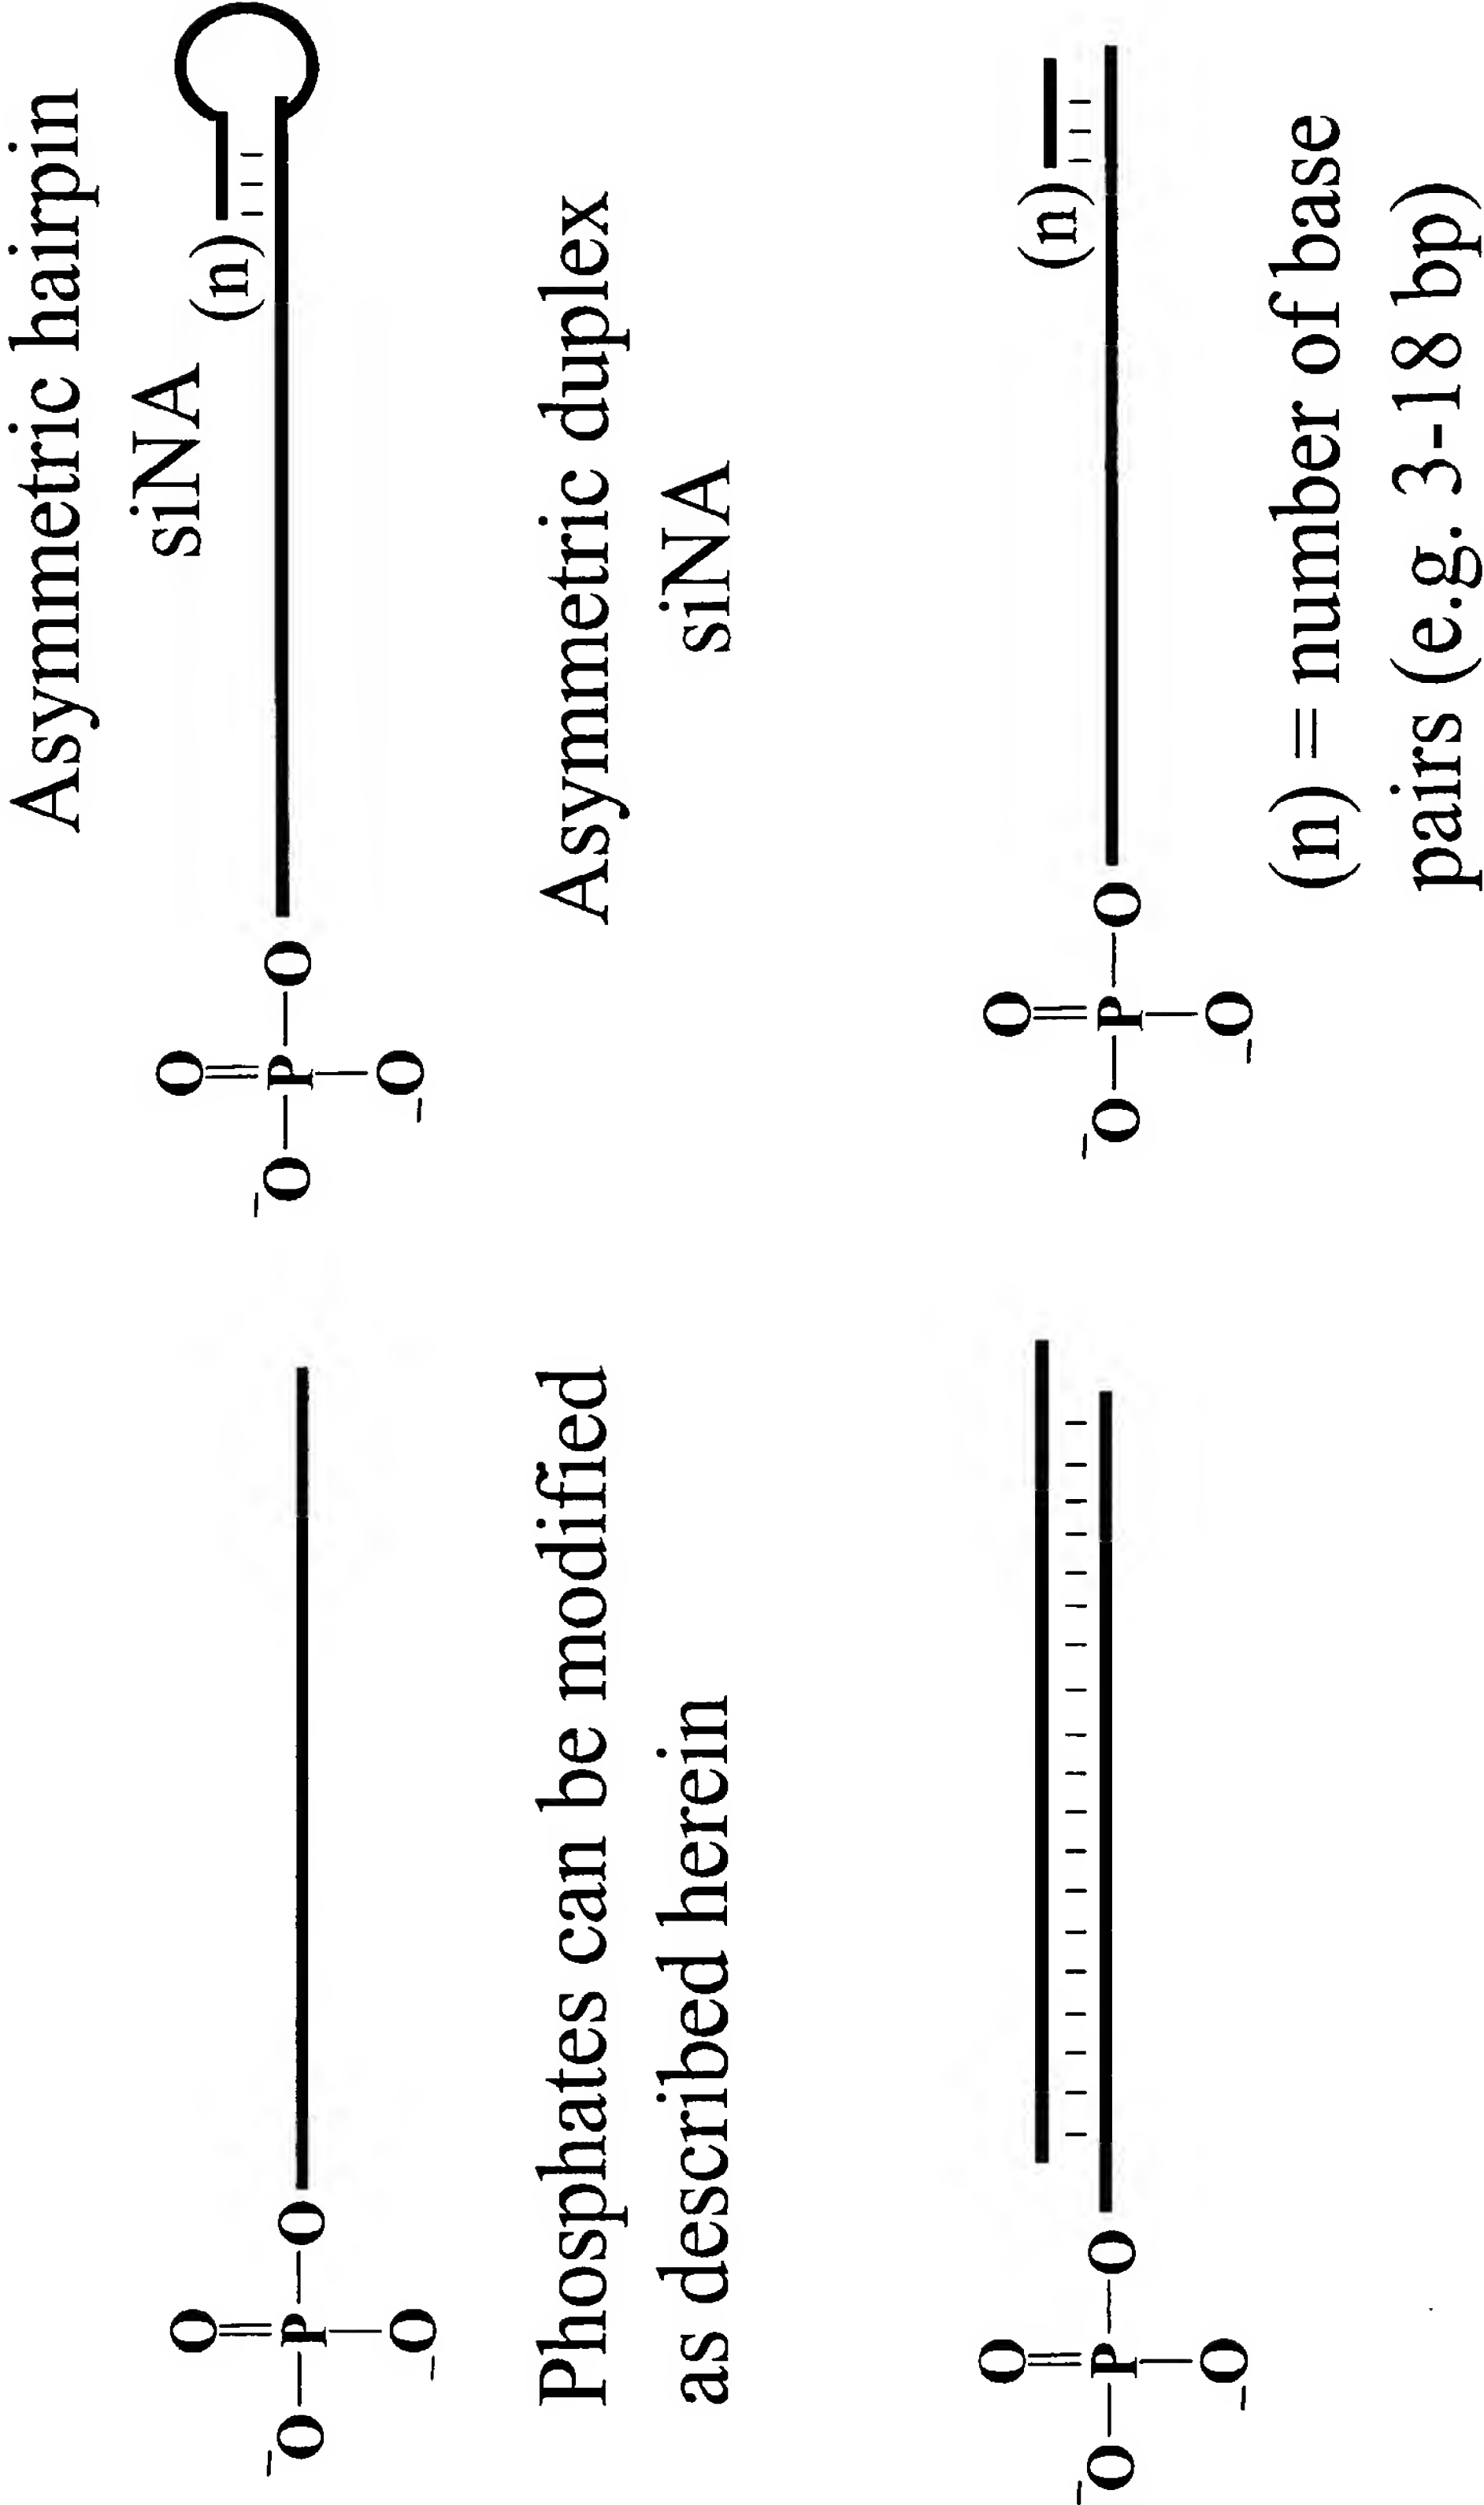 Asymmetric hairpin
siNA
(n)
O
⁻O—P—O
⁻O
O
⁻O—P—O
⁻O
Phosphates can be modified
as described herein
Asymmetric duplex
siNA
O
⁻O—P—O
⁻O
(n)
O
⁻O—P—O
⁻O
(n) = number of base
pairs (e.g. 3-18 bp)